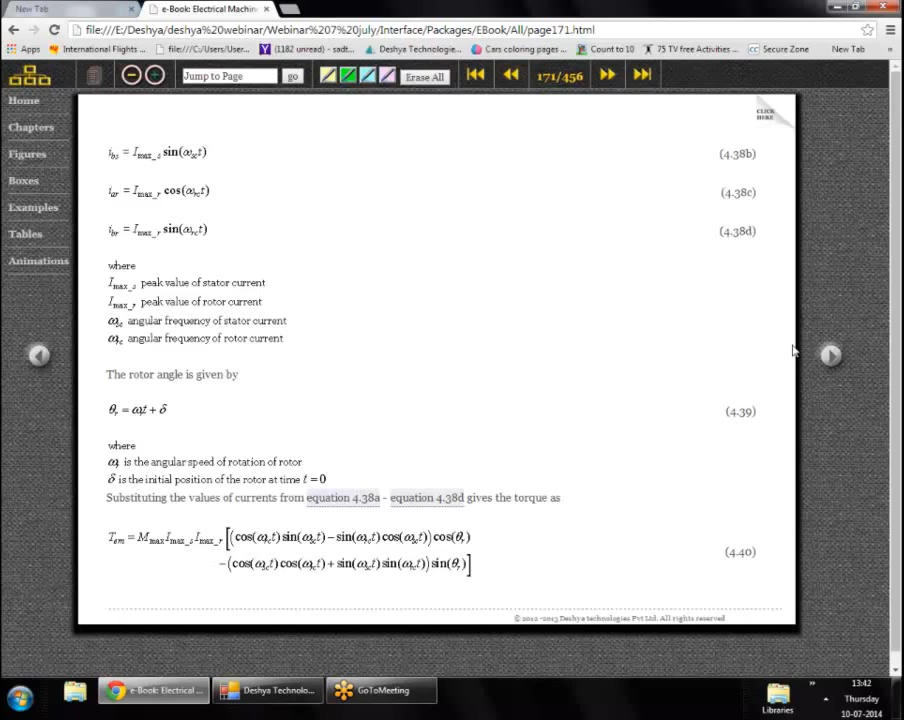 New Tab
e-Book: Electrical Machin
file:///E:/Deshya/deshya%20webinar/Webinar%207%20july/Interface/Packages/EBook/All/page171.html
Apps International Flights ... file:///C:/Users/User... (1182 unread) - sadt... Deshya Technologie... Cars coloring pages ... Count to 10 75 TV free Activities ... Secure Zone New Tab »
Jump to Page go Erase All 171/456
Home
Chapters
Figures
Boxes
Examples
Tables
Animations
CLICK
HERE
i_bs = I_max_s sin(ω_sc t) (4.38b)
i_ar = I_max_r cos(ω_rc t) (4.38c)
i_br = I_max_r sin(ω_rc t) (4.38d)
where
I_max_s peak value of stator current
I_max_r peak value of rotor current
ω_sc angular frequency of stator current
ω_rc angular frequency of rotor current
The rotor angle is given by
θ_r = ω_r t + δ (4.39)
where
ω_r is the angular speed of rotation of rotor
δ is the initial position of the rotor at time t = 0
Substituting the values of currents from equation 4.38a - equation 4.38d gives the torque as
T_em = M_max I_max_s I_max_r [(cos(ω_rc t) sin(ω_sc t) − sin(ω_rc t) cos(ω_sc t)) cos(θ_r)
−(cos(ω_sc t) cos(ω_rc t) + sin(ω_sc t) sin(ω_rc t)) sin(θ_r)] (4.40)
© 2012 -2013 Deshya technologies Pvt Ltd. All rights reserved
e-Book: Electrical ... Deshya Technolo... GoToMeeting
Libraries
»
13:42
Thursday
10-07-2014